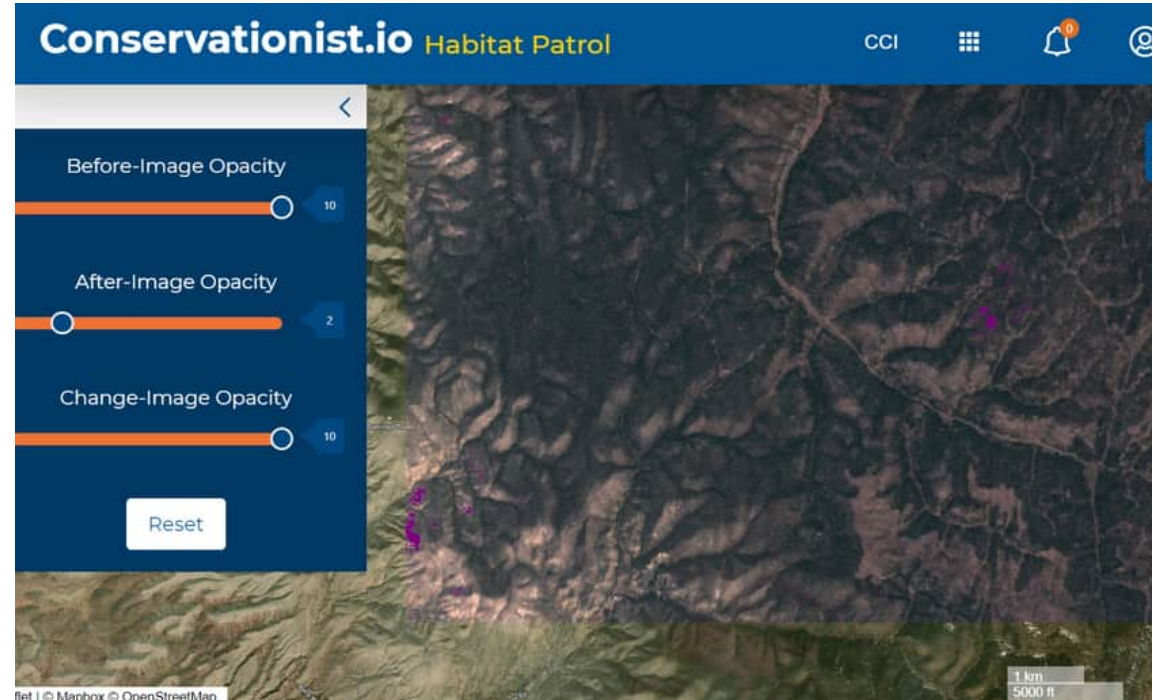 Conservationist.io Habitat Patrol
CCI
0
Before-Image Opacity
10
After-Image Opacity
2
Change-Image Opacity
10
Reset
flet | © Mapbox © OpenStreetMap
1 km
5000 ft